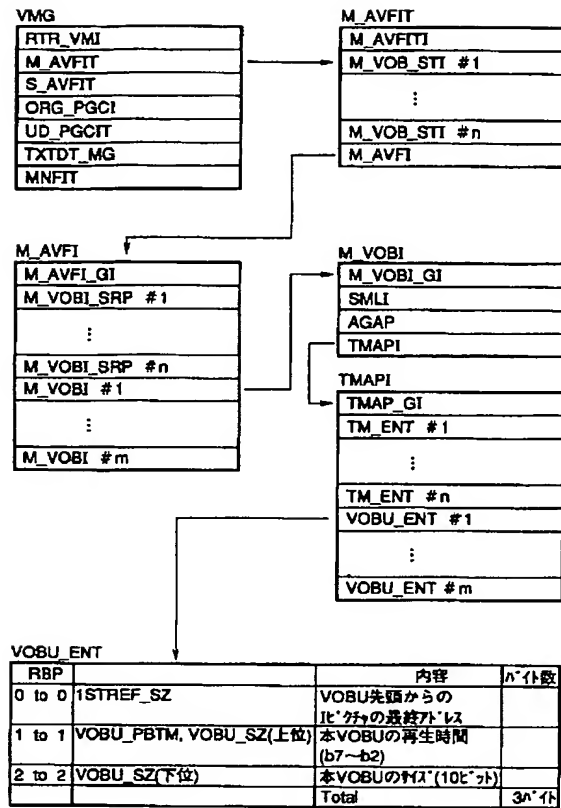 VMG
RTR_VMI
M_AVFIT
S_AVFIT
ORG_PGCI
UD_PGCIT
TXTDT_MG
MNFIT
M_AVFIT
M_AVFITI
M_VOB_STI #1
⋮
M_VOB_STI #n
M_AVFI
M_AVFI
M_AVFI_GI
M_VOBI_SRP #1
⋮
M_VOBI_SRP #n
M_VOBI #1
⋮
M_VOBI #m
M_VOBI
M_VOBI_GI
SMLI
AGAP
TMAPI
TMAPI
TMAP_GI
TM_ENT #1
⋮
TM_ENT #n
VOBU_ENT #1
⋮
VOBU_ENT #m
VOBU_ENT
RBP 内容 バイト数
0 to 0 1STREF_SZ VOBU先頭からの
Iピクチャの最終アドレス
1 to 1 VOBU_PBTM, VOBU_SZ(上位) 本VOBUの再生時間
(b7〜b2)
2 to 2 VOBU_SZ(下位) 本VOBUのサイズ(10ビット)
Total 3バイト